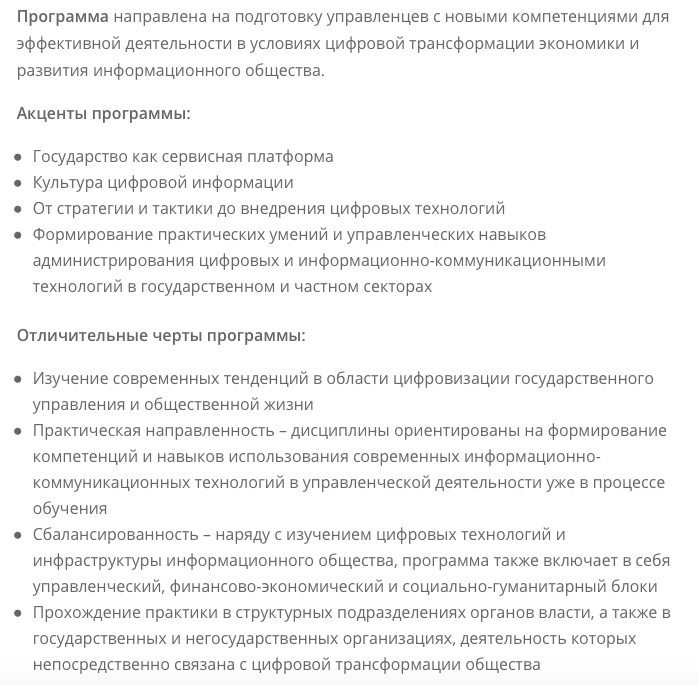 Программа направлена на подготовку управленцев с новыми компетенциями для
эффективной деятельности в условиях цифровой трансформации экономики и
развития информационного общества.
Акценты программы:
● Государство как сервисная платформа
● Культура цифровой информации
● От стратегии и тактики до внедрения цифровых технологий
● Формирование практических умений и управленческих навыков
администрирования цифровых и информационно-коммуникационными
технологий в государственном и частном секторах
Отличительные черты программы:
● Изучение современных тенденций в области цифровизации государственного
управления и общественной жизни
● Практическая направленность – дисциплины ориентированы на формирование
компетенций и навыков использования современных информационно-
коммуникационных технологий в управленческой деятельности уже в процессе
обучения
● Сбалансированность – наряду с изучением цифровых технологий и
инфраструктуры информационного общества, программа также включает в себя
управленческий, финансово-экономический и социально-гуманитарный блоки
● Прохождение практики в структурных подразделениях органов власти, а также в
государственных и негосударственных организациях, деятельность которых
непосредственно связана с цифровой трансформации общества